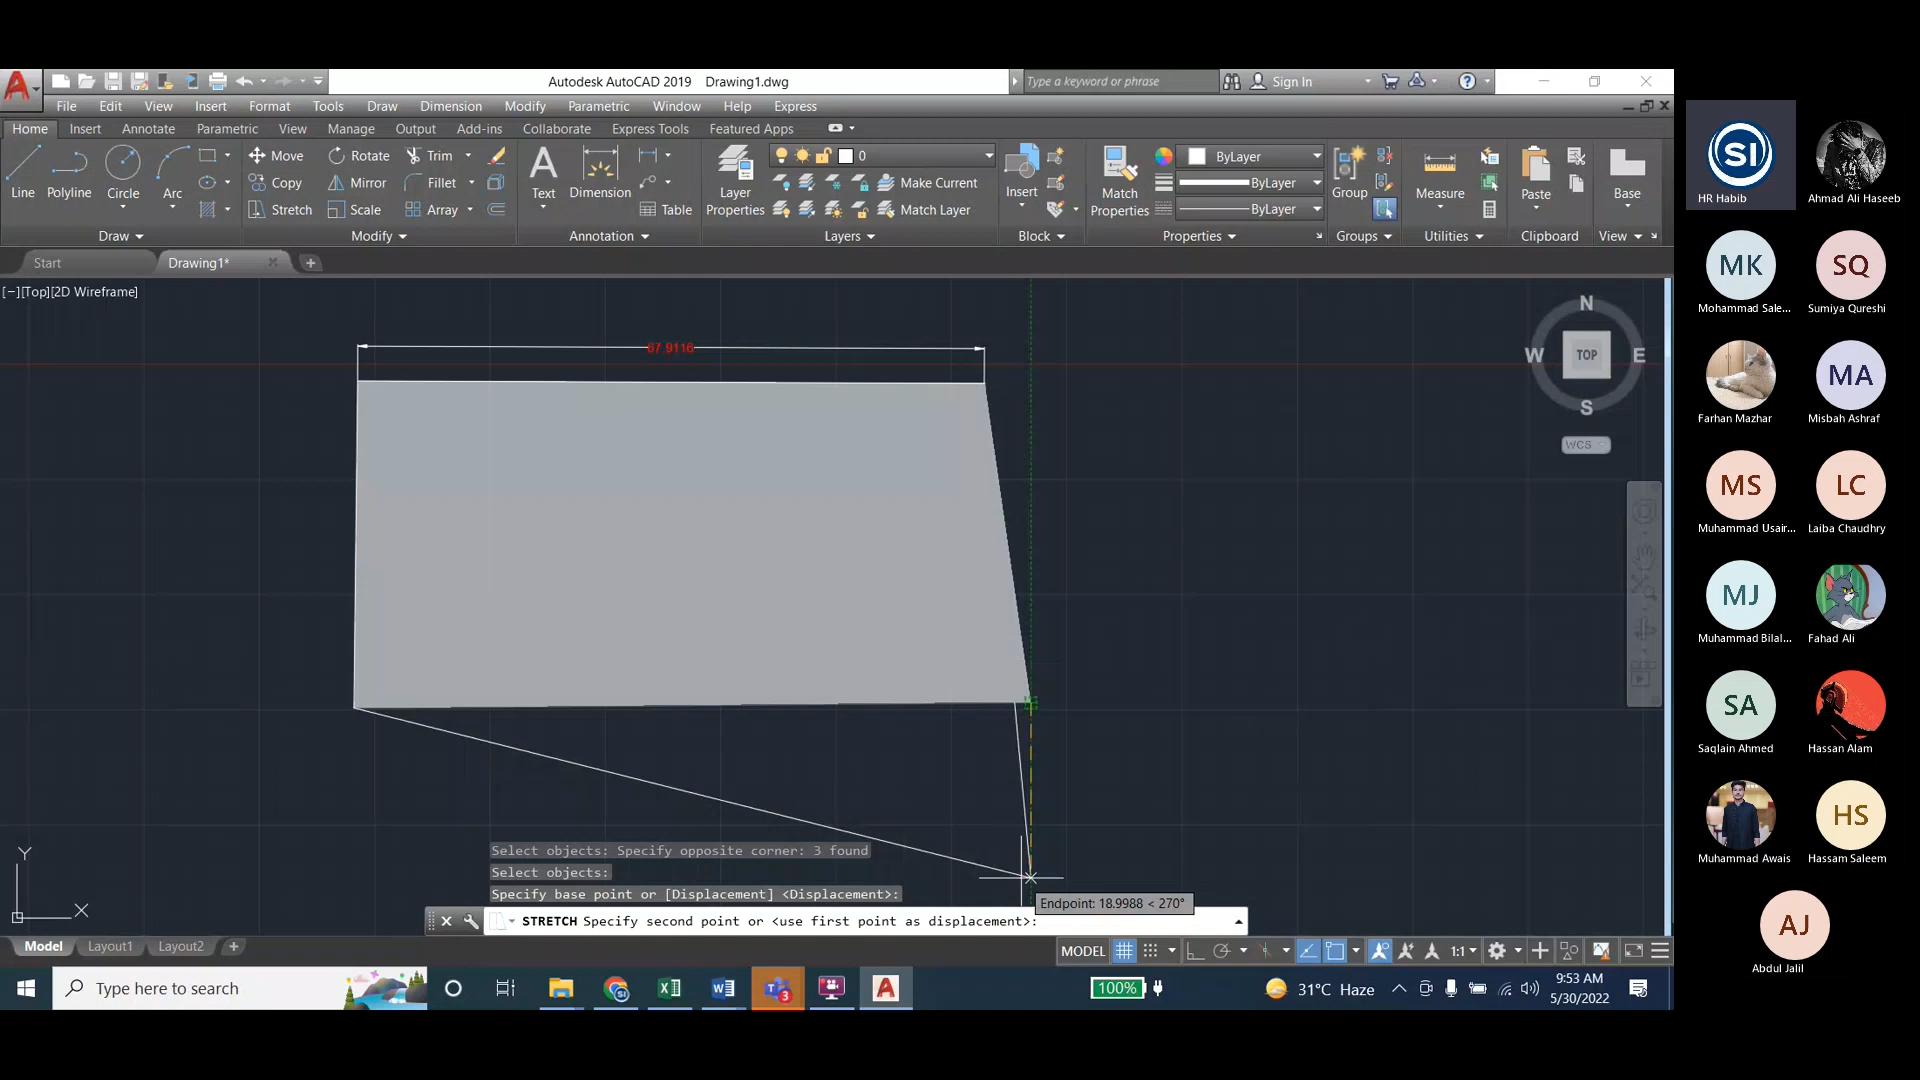 Autodesk AutoCAD 2019 Drawing1.dwg
Type a keyword or phrase
Sign In
File Edit View Insert Format Tools Draw Dimension Modify Parametric Window Help Express
Home Insert Annotate Parametric View Manage Output Add-ins Collaborate Express Tools Featured Apps
Line Polyline Circle Arc
Move Rotate Trim
Copy Mirror Fillet
Stretch Scale Array
Text Dimension Table
Layer Properties
0
Make Current
Match Layer
Insert
Match Properties
ByLayer
ByLayer
ByLayer
Group Measure Paste Base
Draw Modify Annotation Layers Block Properties Groups Utilities Clipboard View
Start Drawing1*
[−][Top][2D Wireframe]
67.9116
N
W TOP E
S
WCS
Select objects: Specify opposite corner: 3 found
Select objects:
Specify base point or [Displacement] <Displacement>:
Endpoint: 18.9988 < 270°
STRETCH Specify second point or <use first point as displacement>:
Y
X
Model Layout1 Layout2
MODEL 1:1
Type here to search
3
100%
31°C Haze
9:53 AM
5/30/2022
SI
HR Habib
Ahmad Ali Haseeb
MK SQ
Mohammad Sale... Sumiya Qureshi
MA
Farhan Mazhar Misbah Ashraf
MS LC
Muhammad Usair... Laiba Chaudhry
MJ
Muhammad Bilal... Fahad Ali
SA
Saqlain Ahmed Hassan Alam
HS
Muhammad Awais Hassam Saleem
AJ
Abdul Jalil